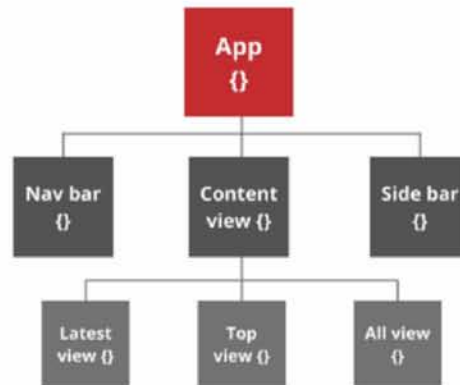 App
{}
Nav bar
{}
Content
view {}
Side bar
{}
Latest
view {}
Top
view {}
All view
{}